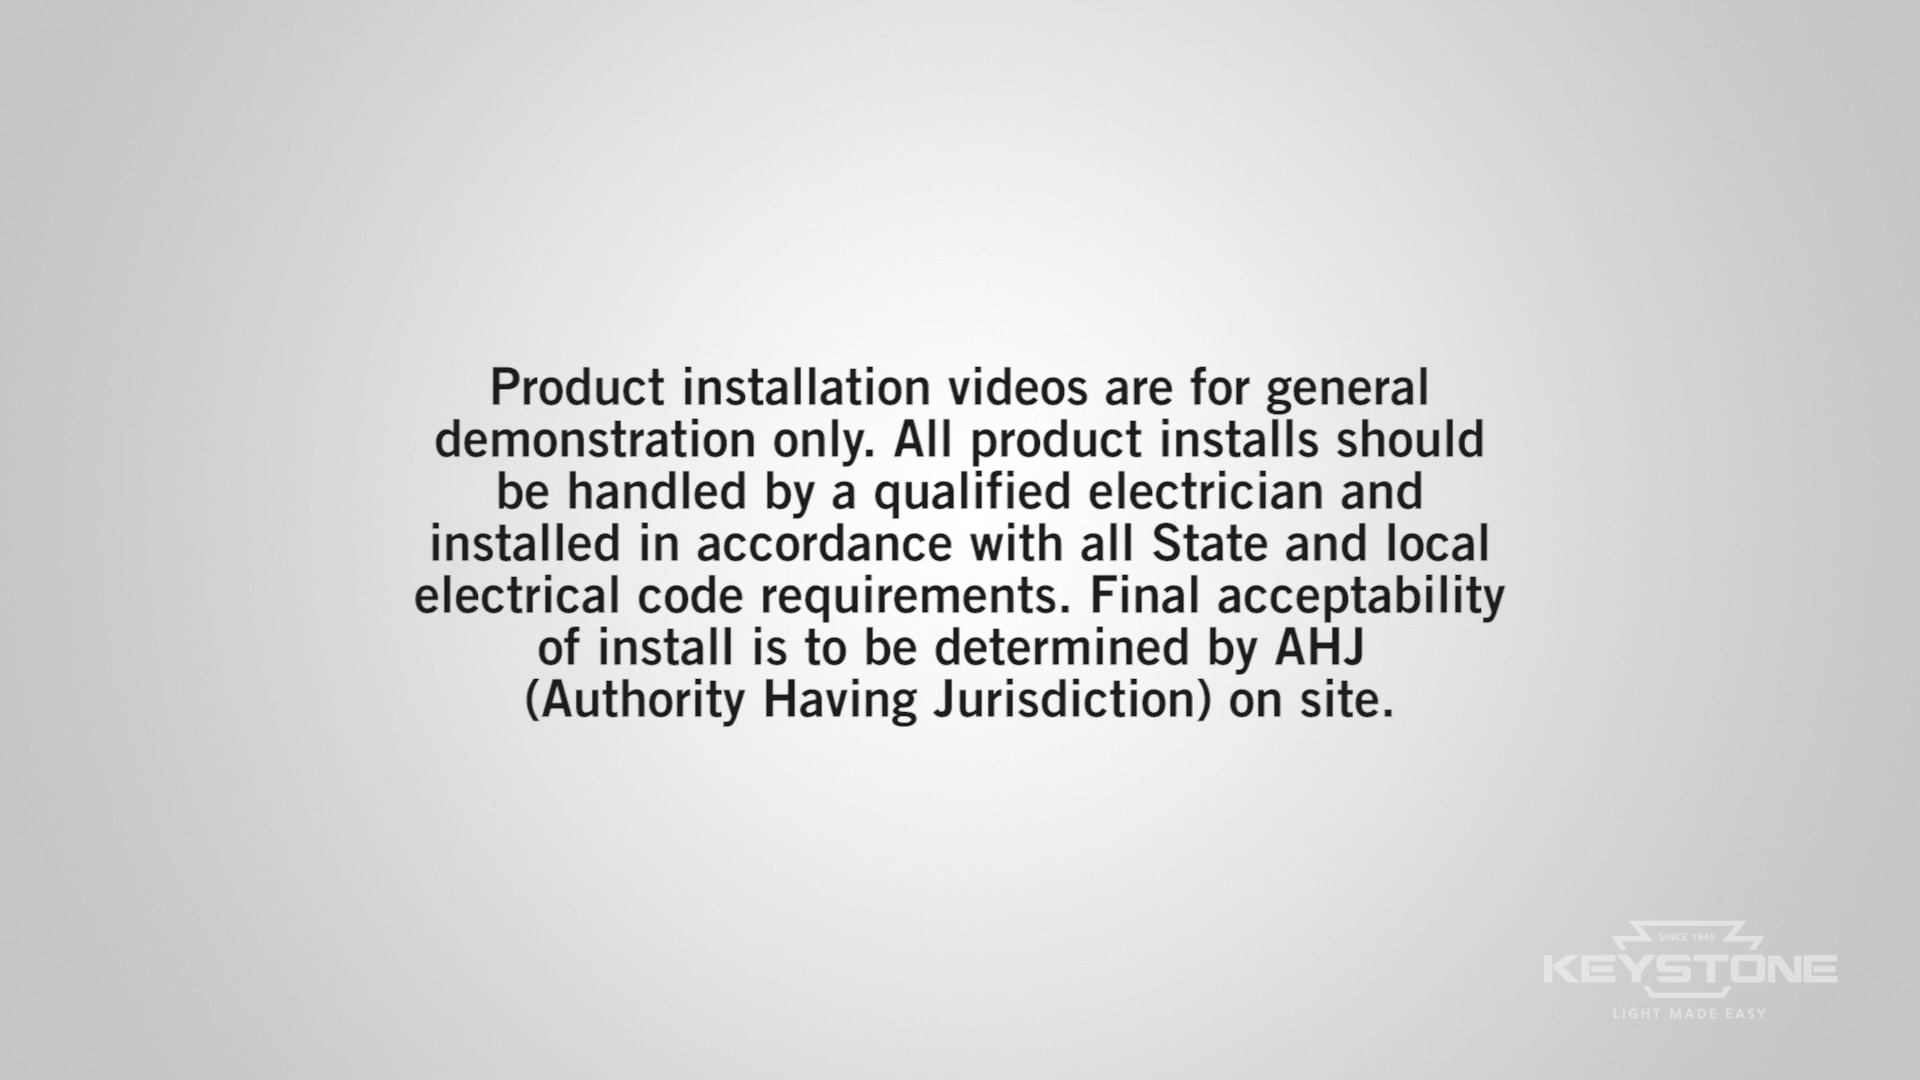 Product installation videos are for general
demonstration only. All product installs should
be handled by a qualified electrician and
installed in accordance with all State and local
electrical code requirements. Final acceptability
of install is to be determined by AHJ
(Authority Having Jurisdiction) on site.
SINCE 1945
KEYSTONE
LIGHT MADE EASY